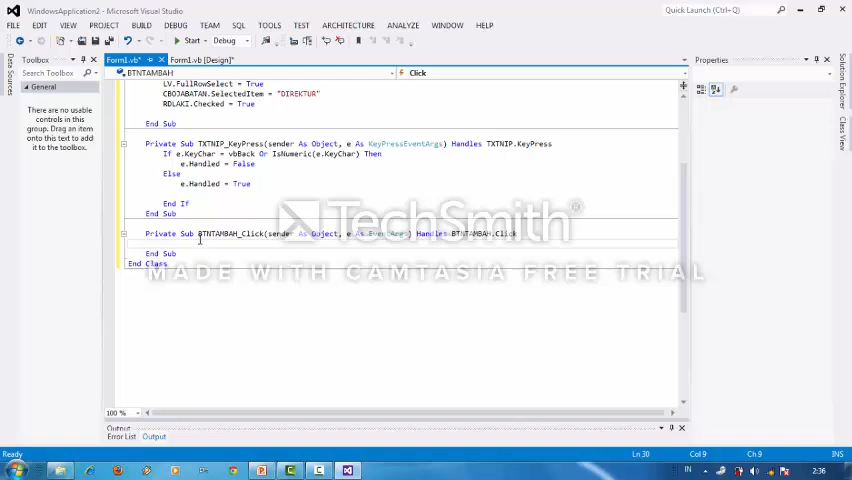 WindowsApplication2 - Microsoft Visual Studio
Quick Launch (Ctrl+Q)
FILE EDIT VIEW PROJECT BUILD DEBUG TEAM SQL TOOLS TEST ARCHITECTURE ANALYZE WINDOW HELP
Start Debug
Data Sources
Toolbox
Search Toolbox
General
There are no usable
controls in this
group. Drag an item
onto this text to add
it to the toolbox.
Form1.vb* Form1.vb [Design]*
BTNTAMBAH Click
LV.FullRowSelect = True
CBOJABATAN.SelectedItem = "DIREKTUR"
RDLAKI.Checked = True
End Sub
Private Sub TXTNIP_KeyPress(sender As Object, e As KeyPressEventArgs) Handles TXTNIP.KeyPress
If e.KeyChar = vbBack Or IsNumeric(e.KeyChar) Then
e.Handled = False
Else
e.Handled = True
End If
End Sub
Private Sub BTNTAMBAH_Click(sender As Object, e As EventArgs) Handles BTNTAMBAH.Click
End Sub
End Class
TechSmith®
MADE WITH CAMTASIA FREE TRIAL
100 %
Output
Error List Output
Properties
Solution Explorer
Team Explorer
Ready Ln 30 Col 9 Ch 9 INS
IN 2:36